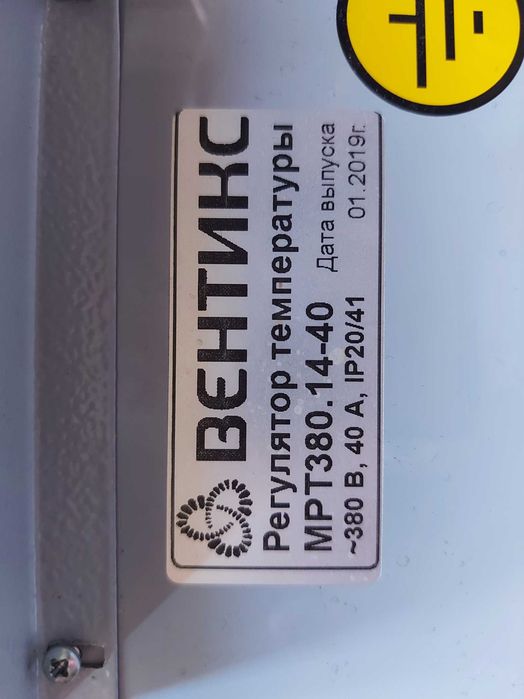 ВЕНТИКС
Регулятор температуры
МРТ380.14-40 Дата выпуска
~380 В, 40 А, IP20/41 01.2019г.